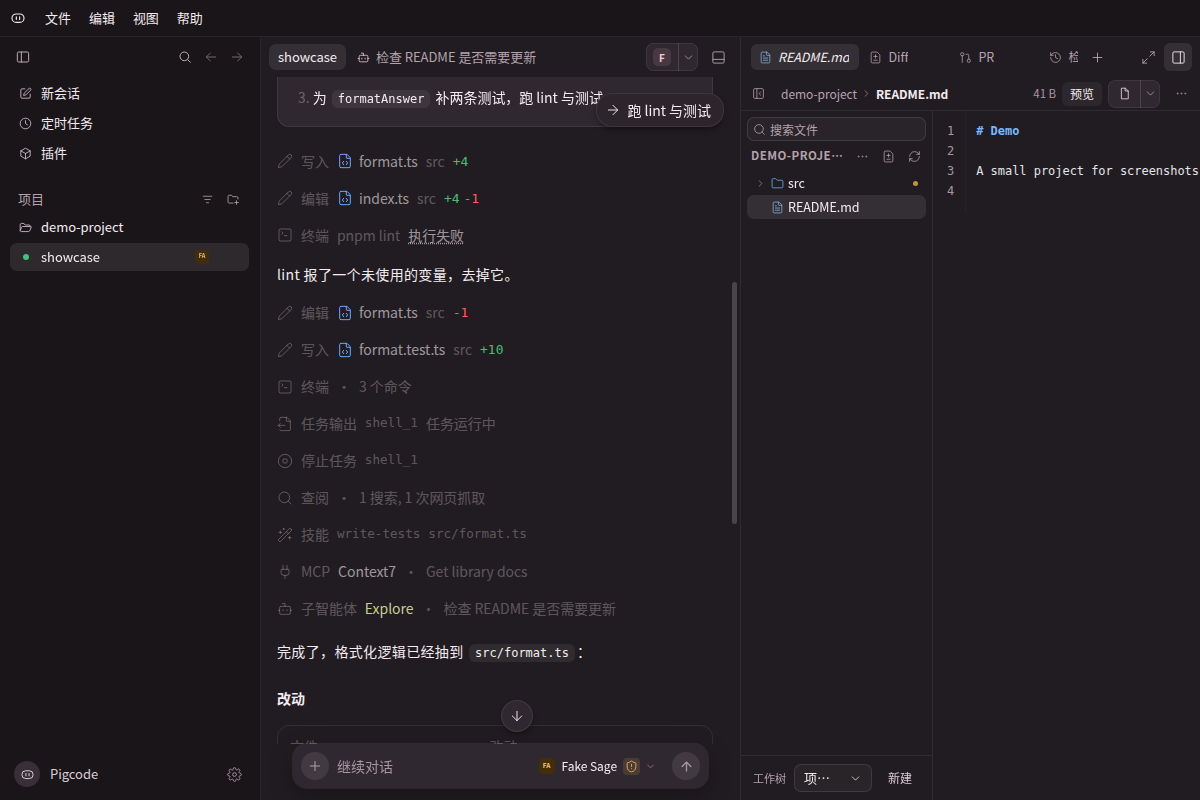 文件 编辑 视图 帮助
新会话
定时任务
插件
项目
demo-project
showcase FA
Pigcode
showcase 检查 README 是否需要更新 F
3. 为 formatAnswer 补两条测试，跑 lint 与测试
→ 跑 lint 与测试
写入 format.ts src +4
编辑 index.ts src +4 -1
终端 pnpm lint 执行失败
lint 报了一个未使用的变量，去掉它。
编辑 format.ts src -1
写入 format.test.ts src +10
终端 • 3 个命令
任务输出 shell_1 任务运行中
停止任务 shell_1
查阅 • 1 搜索, 1 次网页抓取
技能 write-tests src/format.ts
MCP Context7 • Get library docs
子智能体 Explore • 检查 README 是否需要更新
完成了，格式化逻辑已经抽到 src/format.ts：
改动
文件 改动
继续对话 FA Fake Sage
README.md Diff PR
demo-project › README.md 41 B 预览 ···
搜索文件
DEMO-PROJE··· ···
src
README.md
1 # Demo
2
3 A small project for screenshots
4
工作树 项··· 新建